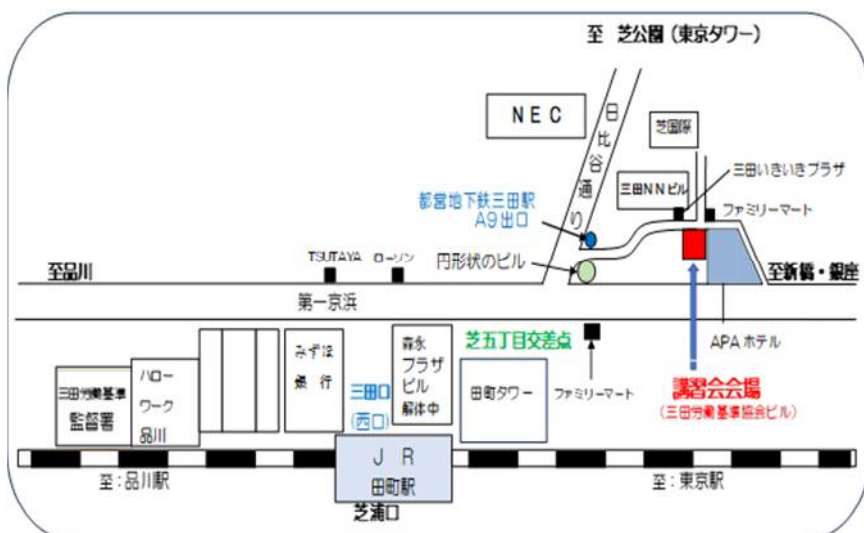 至 芝公園（東京タワー）
NEC
日比谷通り
芝国際
三田いきいきプラザ
三田NNビル
ファミリーマート
都営地下鉄三田駅
A9出口
TSUTAYA ローソン
円形状のビル
至品川
至新橋・銀座
第一京浜
APAホテル
芝五丁目交差点
ファミリーマート
講習会会場
(三田労働基準協会ビル)
三田労働基準
監督署
ハロー
ワーク
品川
みずほ
銀行
三田口
(西口)
森永
プラザ
ビル
解体中
田町タワー
JR
田町駅
芝浦口
至：品川駅
至：東京駅